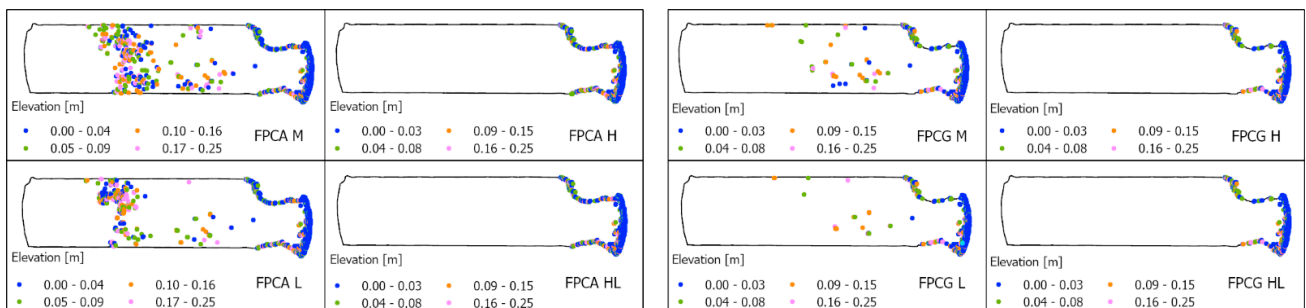 Elevation [m]
0.00 - 0.04 0.10 - 0.16
0.05 - 0.09 0.17 - 0.25
FPCA M
Elevation [m]
0.00 - 0.03 0.09 - 0.15
0.04 - 0.08 0.16 - 0.25
FPCA H
Elevation [m]
0.00 - 0.04 0.10 - 0.16
0.05 - 0.09 0.17 - 0.25
FPCA L
Elevation [m]
0.00 - 0.03 0.09 - 0.15
0.04 - 0.08 0.16 - 0.25
FPCA HL
Elevation [m]
0.00 - 0.03 0.09 - 0.15
0.04 - 0.08 0.16 - 0.25
FPCG M
Elevation [m]
0.00 - 0.03 0.09 - 0.15
0.04 - 0.08 0.16 - 0.25
FPCG H
Elevation [m]
0.00 - 0.03 0.09 - 0.15
0.04 - 0.08 0.16 - 0.25
FPCG L
Elevation [m]
0.00 - 0.03 0.09 - 0.15
0.04 - 0.08 0.16 - 0.25
FPCG HL